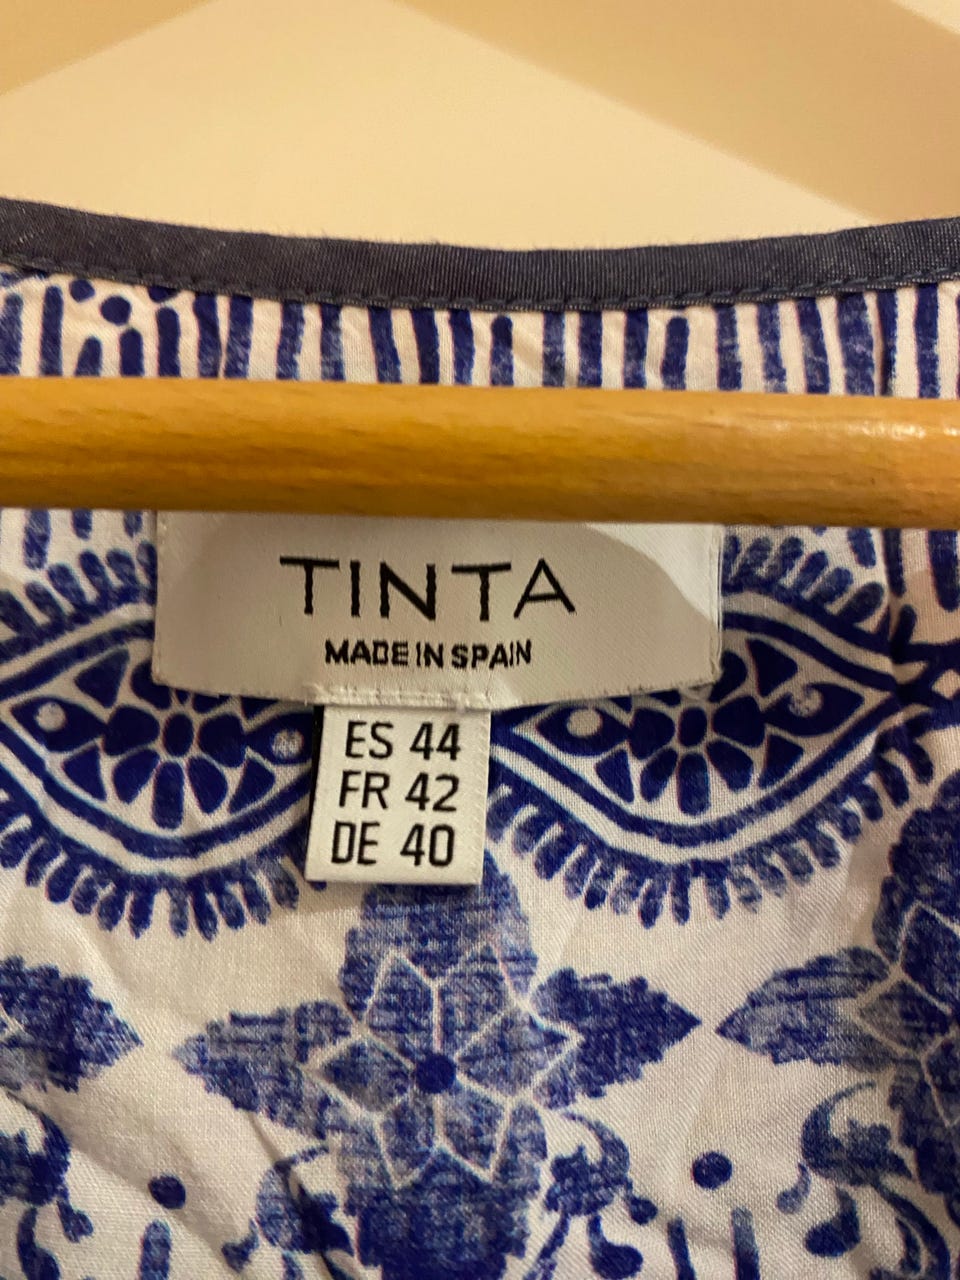 TINTA
MADE IN SPAIN
ES 44
FR 42
DE 40